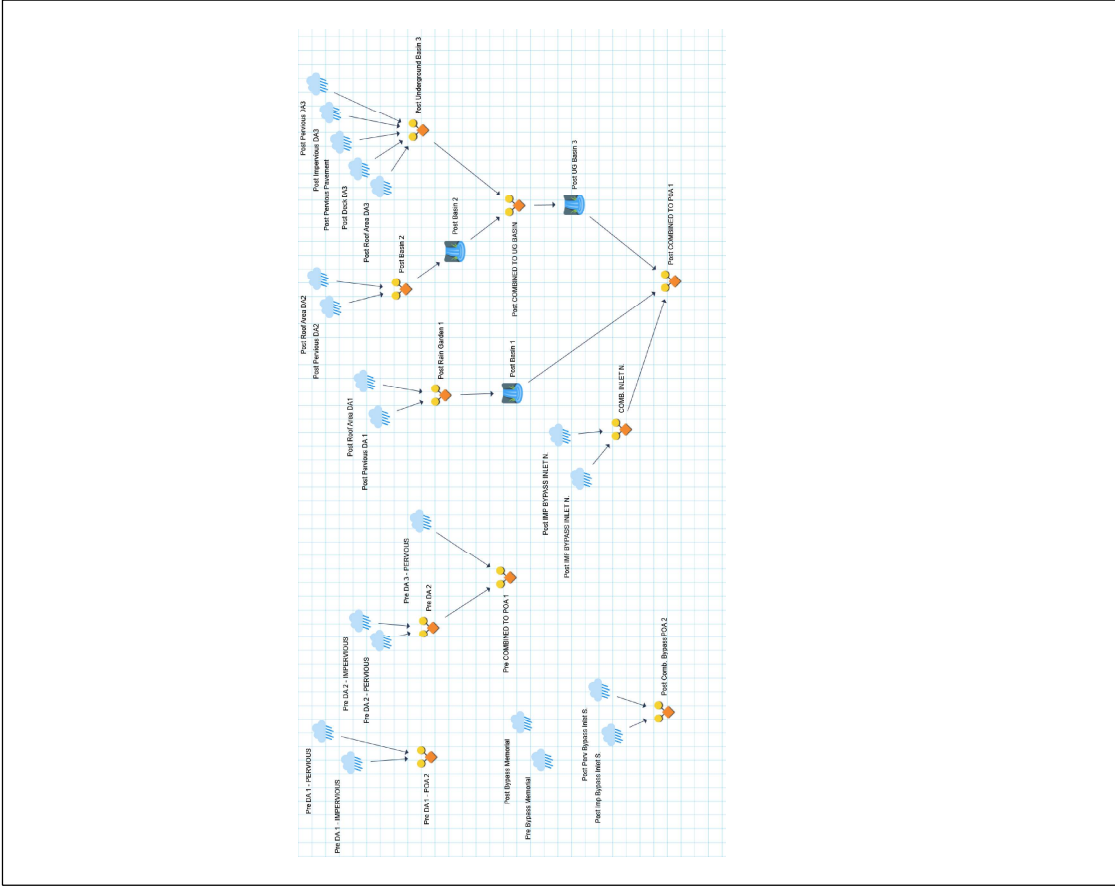 Pre DA 1 - PERVIOUS
Pre DA 1 - IMPERVIOUS
Pre DA 1 - POA 2
Pre DA 2 - IMPERVIOUS
Pre DA 2 - PERVIOUS
Pre DA 3 - PERVIOUS
Pre DA 2
Pre COMBINED TO POA 1
Post Bypass Memorial
Pre Bypass Memorial
Post Perv Bypass Inlet S.
Post Imp Bypass Inlet S.
Post Comb. Bypass POA 2
Post Roof Area DA1
Post Pervious DA 1
Post Rain Garden 1
Post Basin 1
Post IMP BYPASS INLET N.
Post IMP BYPASS INLET N.
COMB. INLET N.
Post Roof Area DA2
Post Pervious DA2
Post Basin 2
Post Basin 2
Post Pervious DA3
Post Impervious DA3
Post Pervious Pavement
Post Deck DA3
Post Roof Area DA3
Post Underground Basin 3
Post COMBINED TO UG BASIN
Post UG Basin 3
Post COMBINED TO POA 1